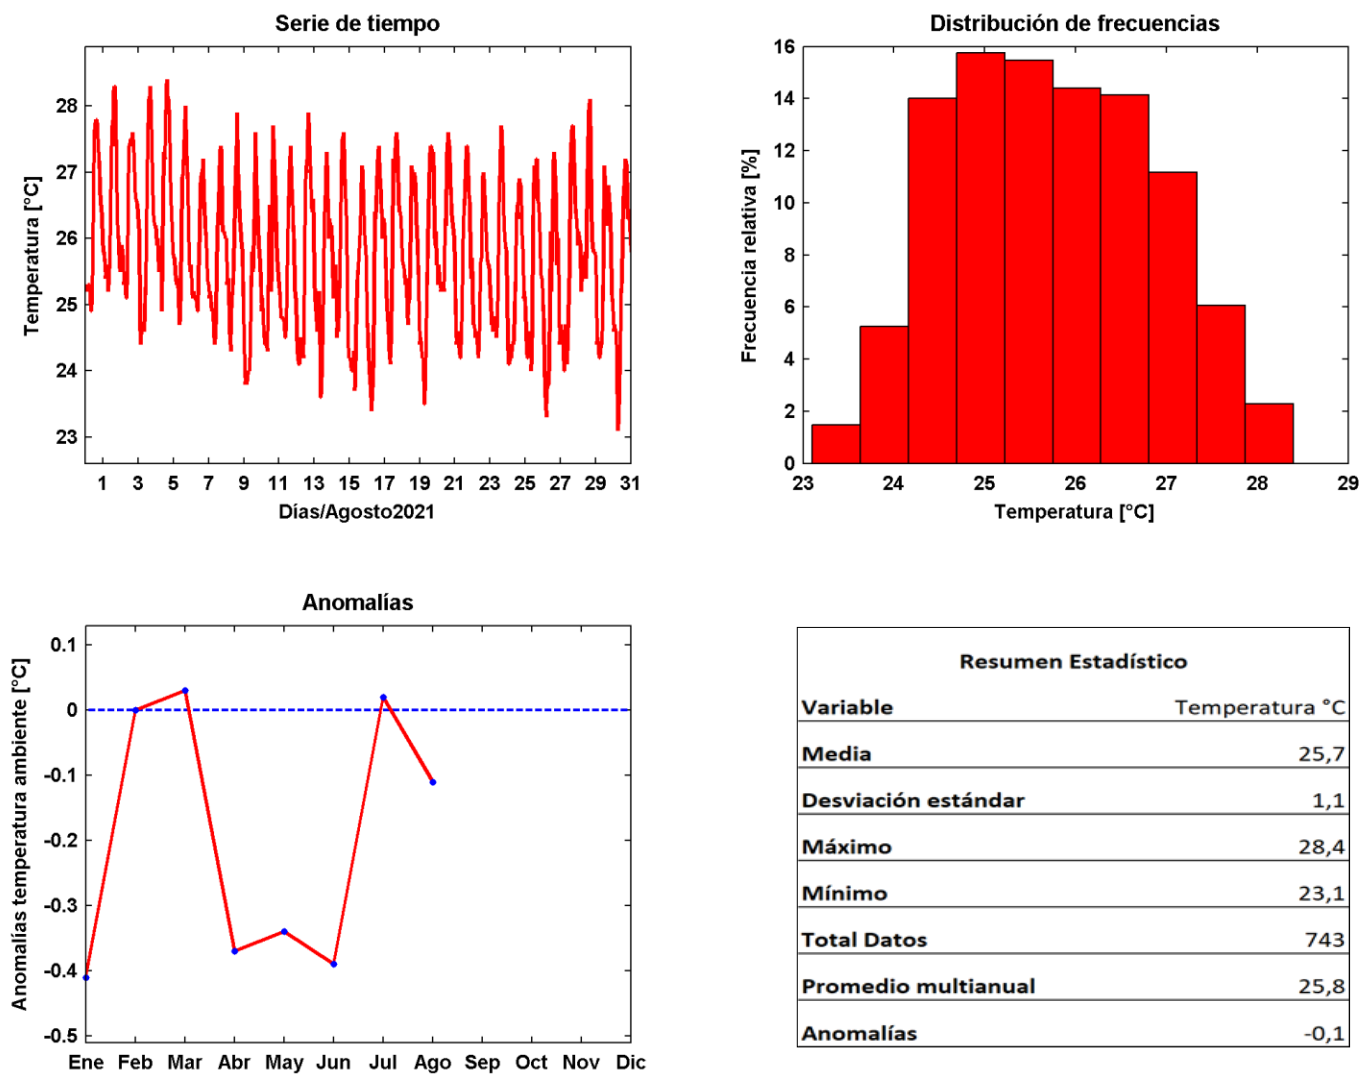 Serie de tiempo
Temperatura [°C]
28
27
26
25
24
23
1 3 5 7 9 11 13 15 17 19 21 23 25 27 29 31
Días/Agosto2021
Distribución de frecuencias
Frecuencia relativa [%]
16
14
12
10
8
6
4
2
0
23 24 25 26 27 28 29
Temperatura [°C]
Anomalías
Anomalías temperatura ambiente [°C]
0.1
0
-0.1
-0.2
-0.3
-0.4
-0.5
Ene Feb Mar Abr May Jun Jul Ago Sep Oct Nov Dic
Resumen Estadístico
Variable Temperatura °C
Media 25,7
Desviación estándar 1,1
Máximo 28,4
Mínimo 23,1
Total Datos 743
Promedio multianual 25,8
Anomalías -0,1